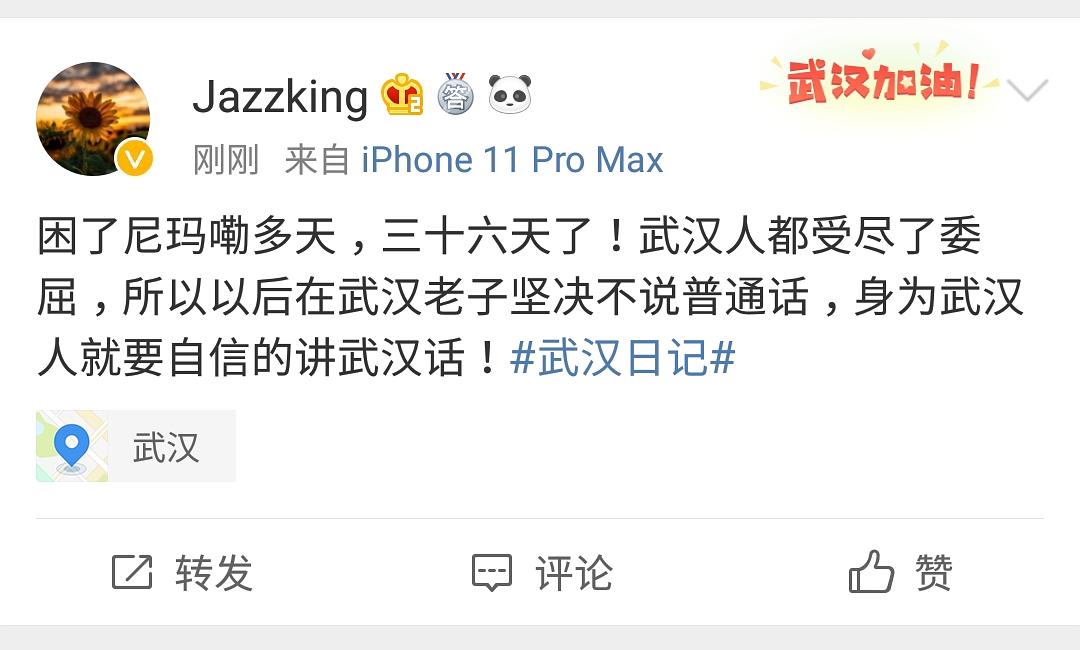 Jazzking 2 答
武汉加油!
刚刚 来自 iPhone 11 Pro Max
困了尼玛嘞多天，三十六天了！武汉人都受尽了委
屈，所以以后在武汉老子坚决不说普通话，身为武汉
人就要自信的讲武汉话！#武汉日记#
武汉
转发 评论 赞